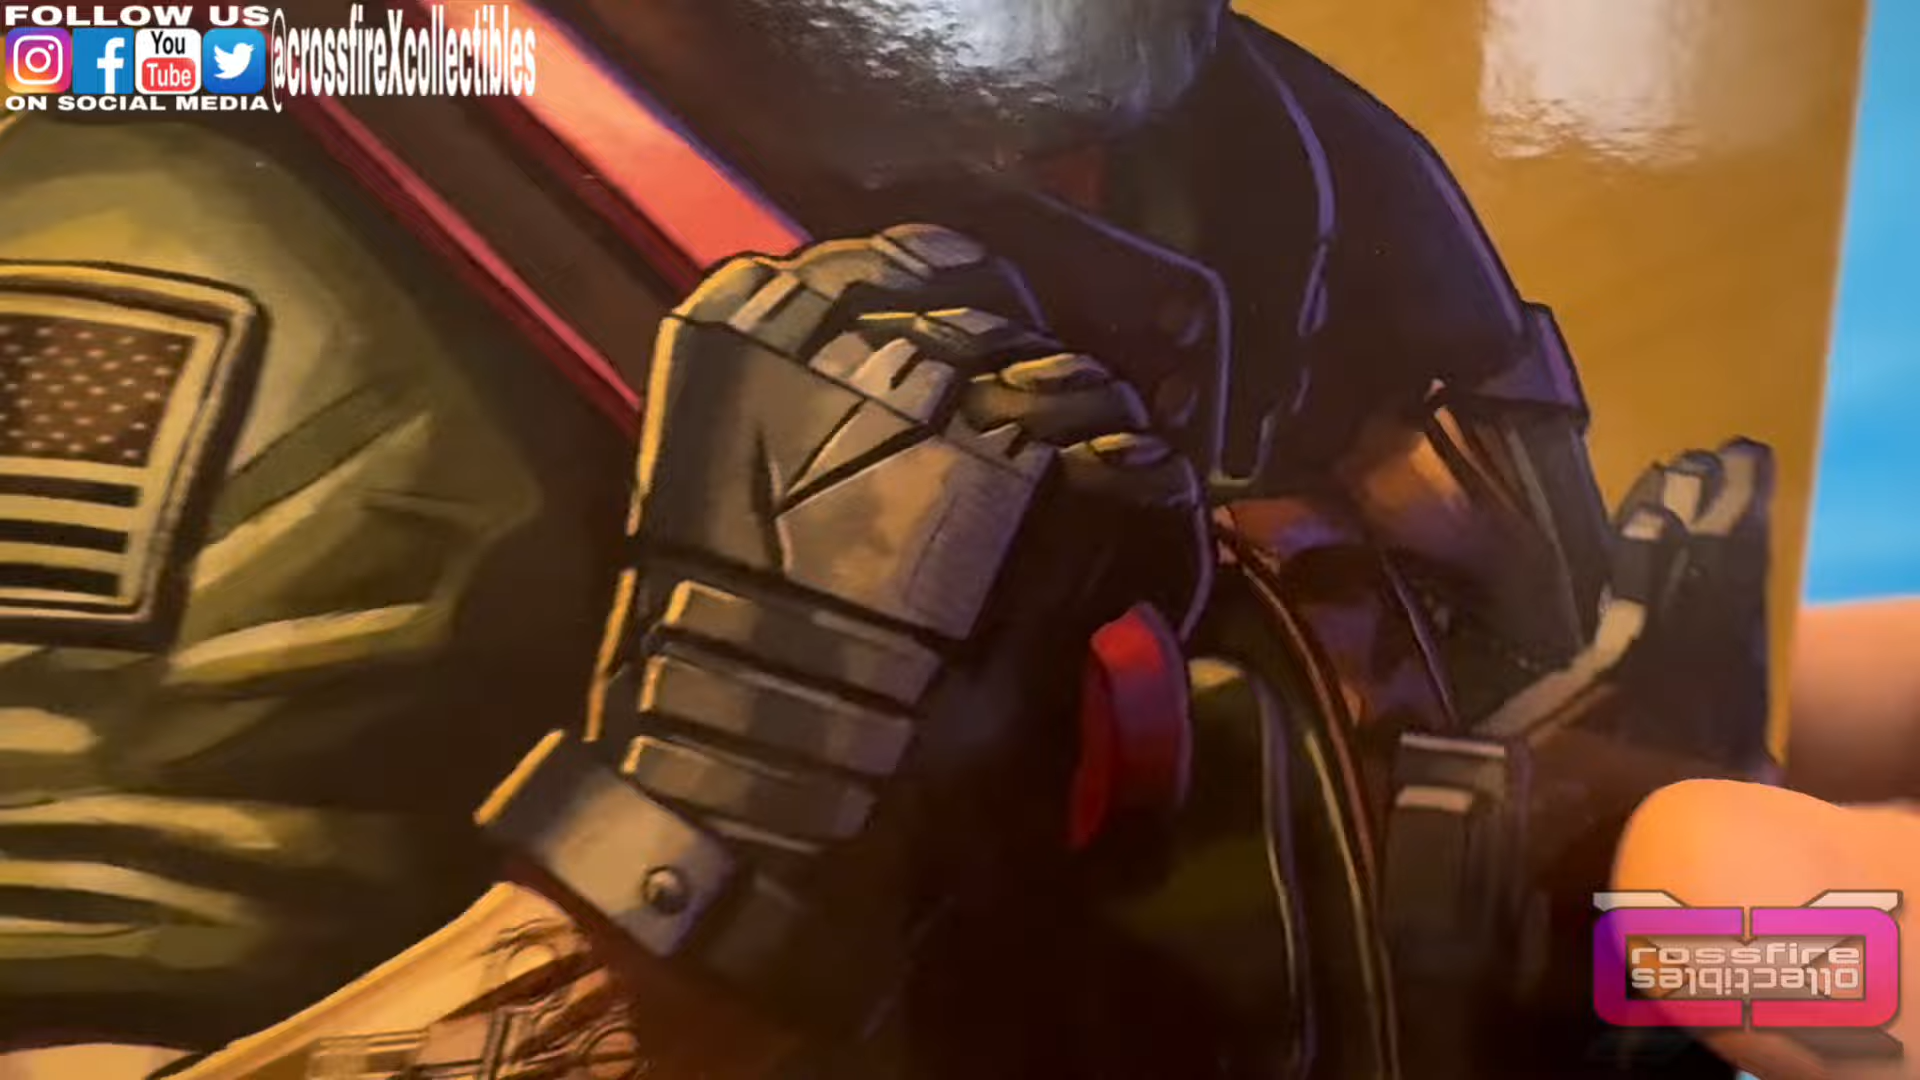 FOLLOW US
You
Tube
@crossfireXcollectibles
ON SOCIAL MEDIA
rossfire
ollectibles